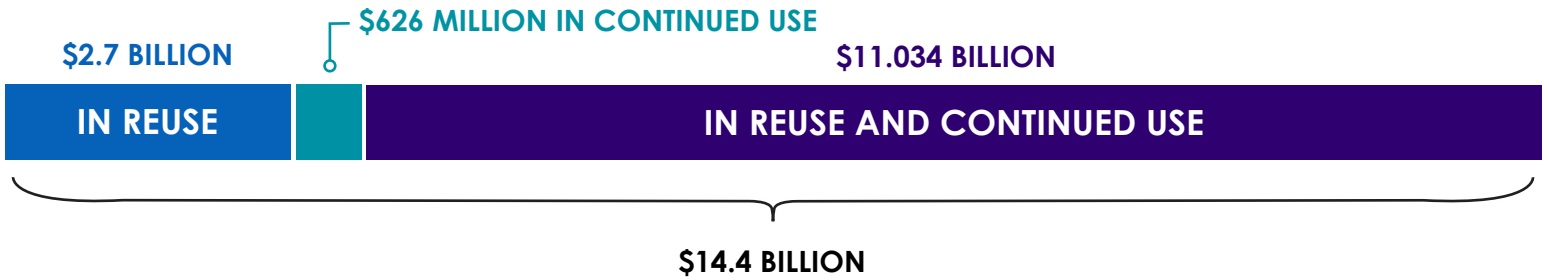 $626 MILLION IN CONTINUED USE
$2.7 BILLION
$11.034 BILLION
IN REUSE
IN REUSE AND CONTINUED USE
$14.4 BILLION